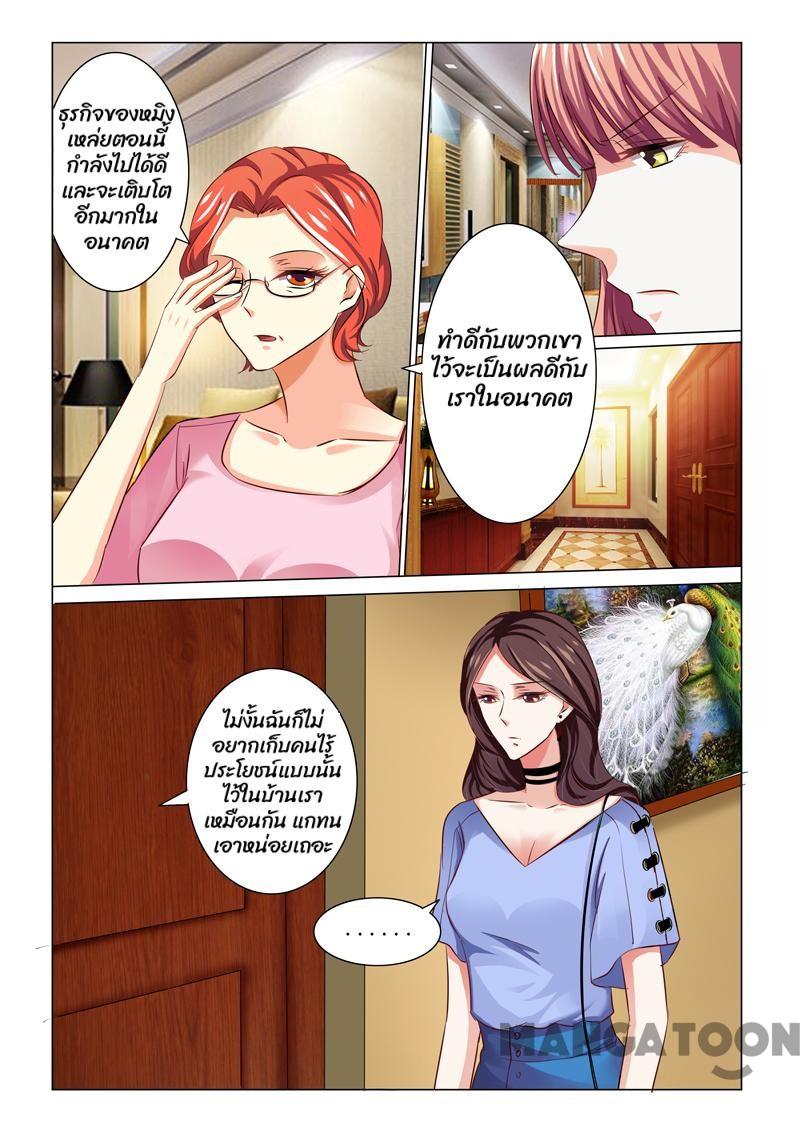 ธุรกิจของหมิง
เหล่ยตอนนี้
กำลังไปได้ดี
และจะเติบโต
อีกมากใน
อนาคต
ทำดีกับพวกเขา
ไว้จะเป็นผลดีกับ
เราในอนาคต
ไม่งั้นฉันก็ไม่
อยากเก็บคนไร้
ประโยชน์แบบนั้น
ไว้ในบ้านเรา
เหมือนกัน แกทน
เอาหน่อยเถอะ
......
MANGATOON